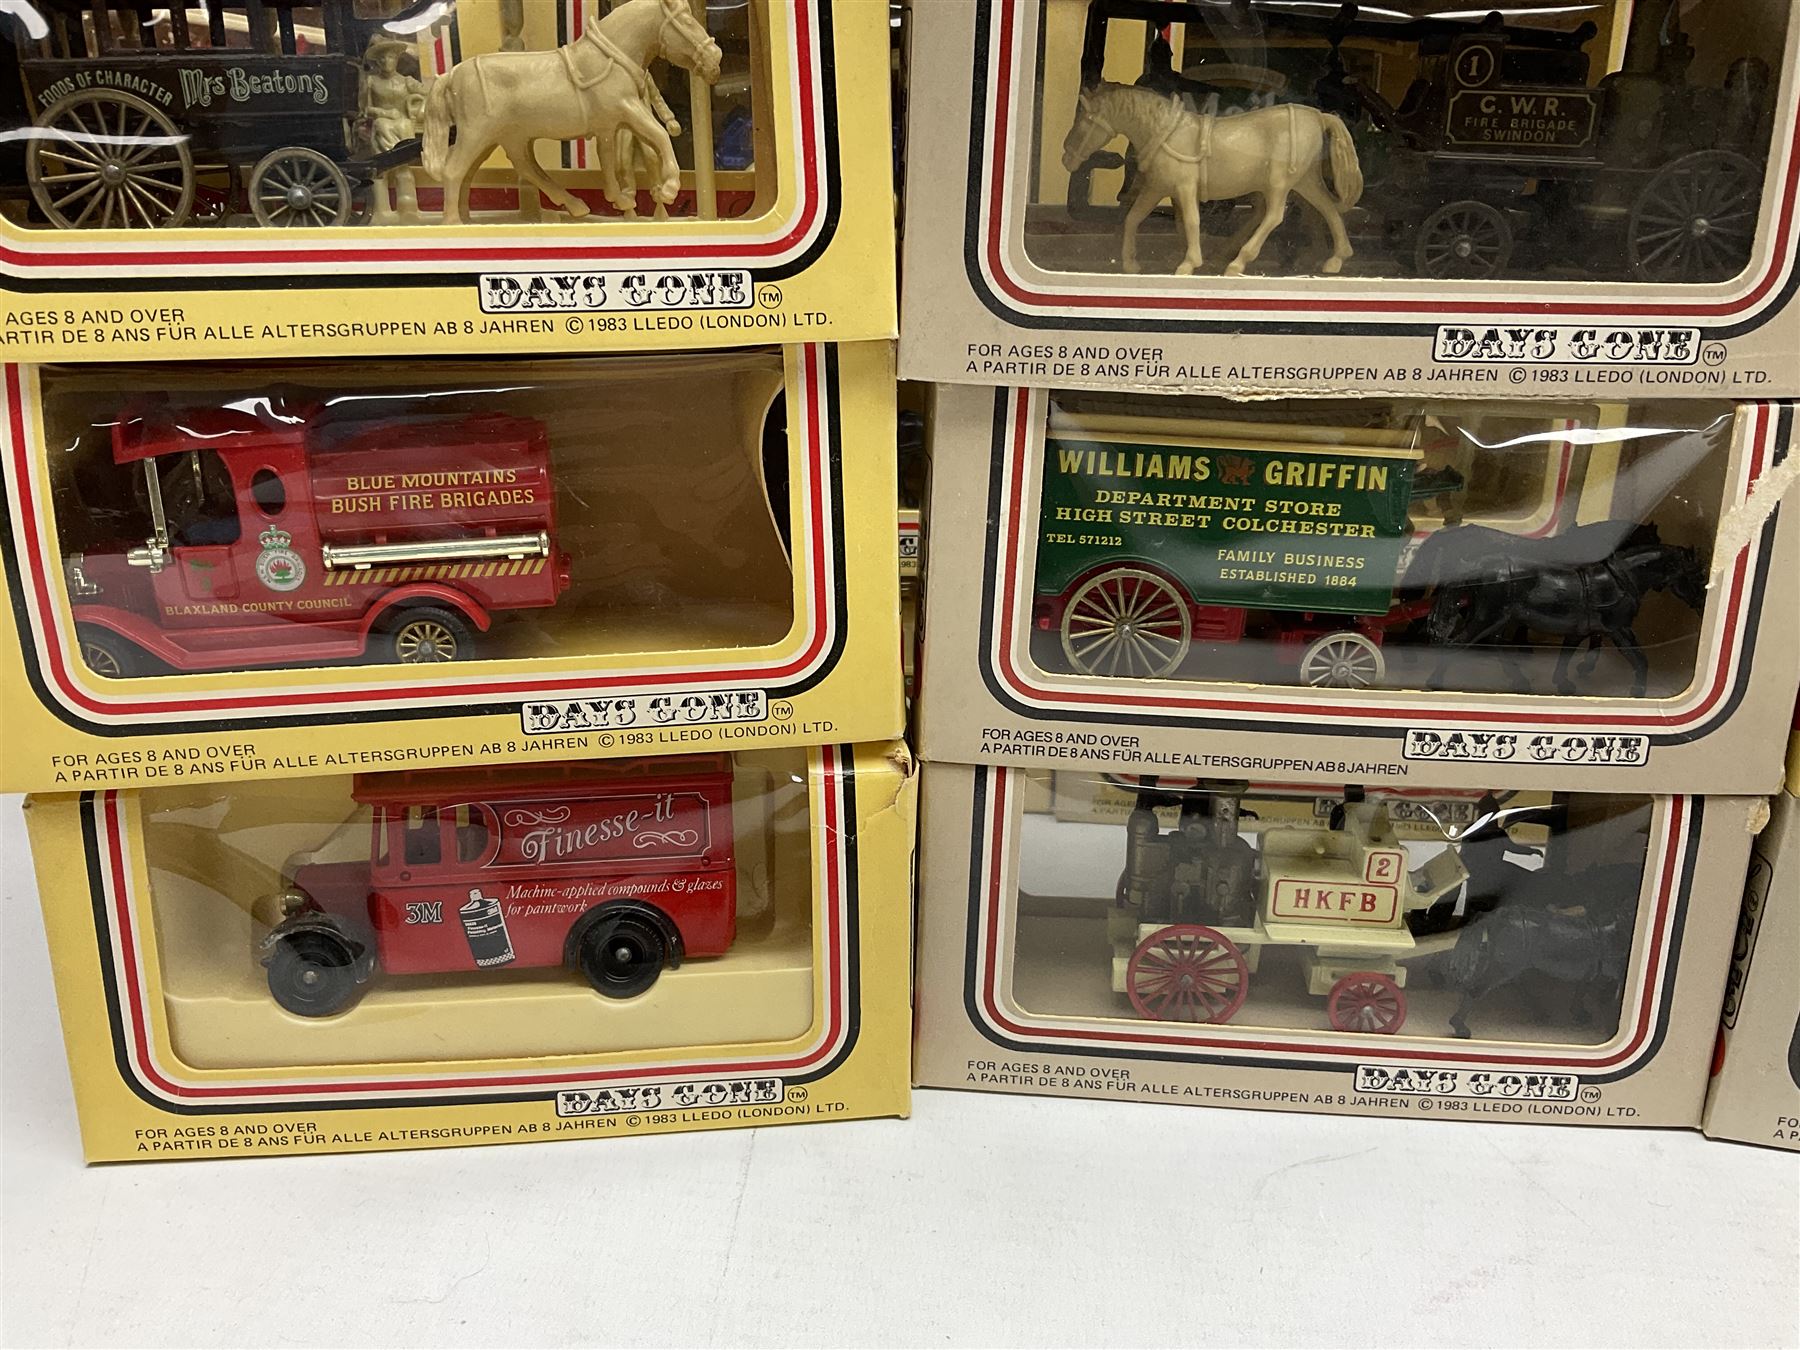 FOODS OF CHARACTER
Mrs Beatons
DAYS GONE ™
AGES 8 AND OVER
PARTIR DE 8 ANS FÜR ALLE ALTERSGRUPPEN AB 8 JAHREN © 1983 LLEDO (LONDON) LTD.
1
G.W.R.
FIRE BRIGADE
SWINDON
DAYS GONE ™
FOR AGES 8 AND OVER
A PARTIR DE 8 ANS FÜR ALLE ALTERSGRUPPEN AB 8 JAHREN © 1983 LLEDO (LONDON) LTD.
BLUE MOUNTAINS
BUSH FIRE BRIGADES
BLAXLAND COUNTY COUNCIL
DAYS GONE ™
FOR AGES 8 AND OVER
A PARTIR DE 8 ANS FÜR ALLE ALTERSGRUPPEN AB 8 JAHREN © 1983 LLEDO (LONDON) LTD.
WILLIAMS GRIFFIN
DEPARTMENT STORE
HIGH STREET COLCHESTER
TEL 571212
FAMILY BUSINESS
ESTABLISHED 1884
DAYS GONE ™
FOR AGES 8 AND OVER
A PARTIR DE 8 ANS FÜR ALLE ALTERSGRUPPEN AB 8 JAHREN
Finesse-it
Machine-applied compounds & glazes
for paintwork
3M
DAYS GONE ™
FOR AGES 8 AND OVER
A PARTIR DE 8 ANS FÜR ALLE ALTERSGRUPPEN AB 8 JAHREN © 1983 LLEDO (LONDON) LTD.
2
HKFB
DAYS GONE ™
FOR AGES 8 AND OVER
A PARTIR DE 8 ANS FÜR ALLE ALTERSGRUPPEN AB 8 JAHREN © 1983 LLEDO (LONDON) LTD.